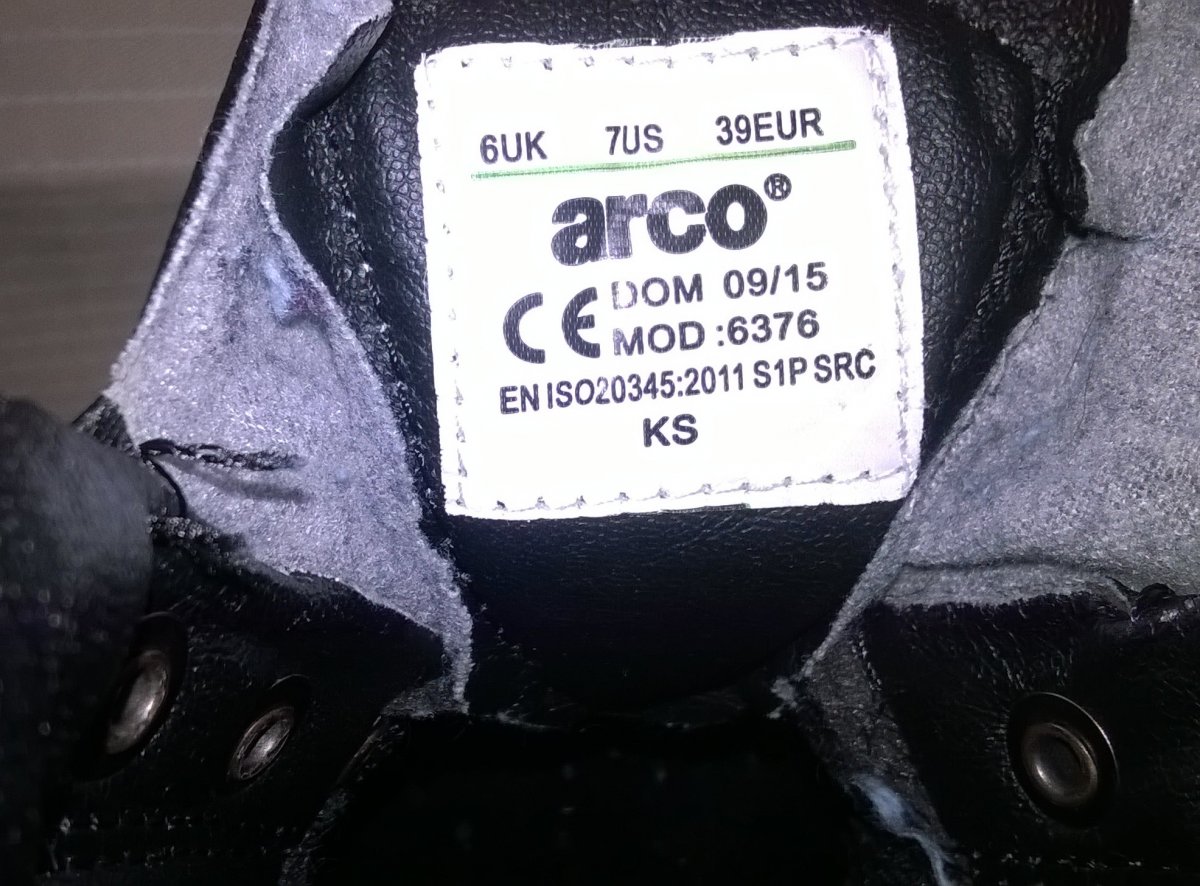 6UK 7US 39EUR
arco®
CE DOM 09/15
MOD :6376
EN ISO20345:2011 S1P SRC
KS